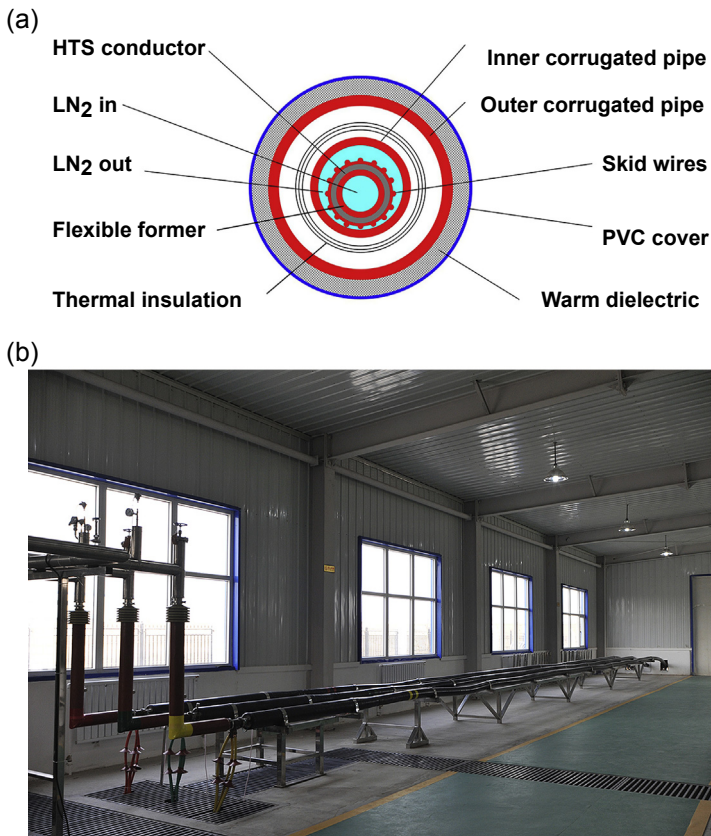 (a)
HTS conductor
LN₂ in
LN₂ out
Flexible former
Thermal insulation
Inner corrugated pipe
Outer corrugated pipe
Skid wires
PVC cover
Warm dielectric
(b)